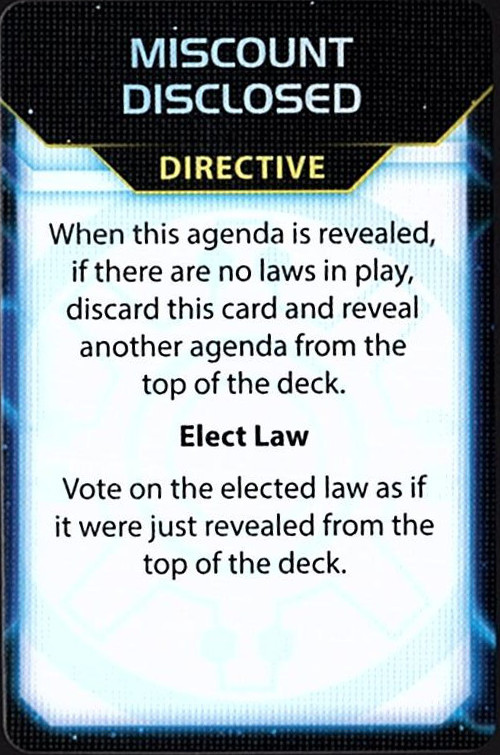 MISCOUNT
DISCLOSED
DIRECTIVE
When this agenda is revealed,
if there are no laws in play,
discard this card and reveal
another agenda from the
top of the deck.
Elect Law
Vote on the elected law as if
it were just revealed from the
top of the deck.